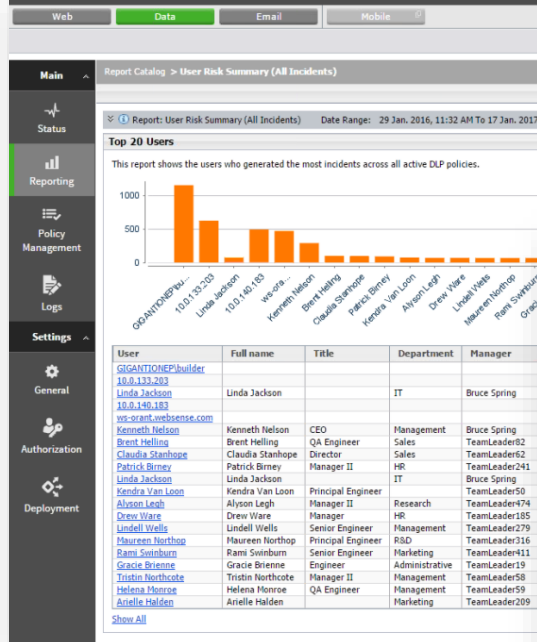 Web Data Email Mobile
Main
Report Catalog > User Risk Summary (All Incidents)
Status
Reporting
Policy
Management
Logs
Settings
General
Authorization
Deployment
Report: User Risk Summary (All Incidents) Date Range: 29 Jan. 2016, 11:32 AM To 17 Jan. 2017
Top 20 Users
This report shows the users who generated the most incidents across all active DLP policies.
1000
500
0
GIGANTIONEP\bu...
10.0.133-203
Linda Jackson
10.0.140.183
ws-ora...
Kenneth Nelson
Brent Helling
Claudia Stanhope
Patrick Birney
Kendra Van Loon
Alyson Legh
Drew Ware
Lindell Wells
Maureen Northop
Rami Swinburn
Grac
User Full name Title Department Manager
GIGANTIONEP\builder
10.0.133.203
Linda Jackson Linda Jackson IT Bruce Spring
10.0.140.183
ws-orant.websense.com
Kenneth Nelson Kenneth Nelson CEO Management Bruce Spring
Brent Helling Brent Helling QA Engineer Sales TeamLeader82
Claudia Stanhope Claudia Stanhope Director Sales TeamLeader62
Patrick Birney Patrick Birney Manager II HR TeamLeader241
Linda Jackson Linda Jackson IT Bruce Spring
Kendra Van Loon Kendra Van Loon Principal Engineer TeamLeader50
Alyson Legh Alyson Legh Manager II Research TeamLeader474
Drew Ware Drew Ware Manager HR TeamLeader185
Lindell Wells Lindell Wells Senior Engineer Management TeamLeader279
Maureen Northop Maureen Northop Principal Engineer R&D TeamLeader316
Rami Swinburn Rami Swinburn Senior Engineer Marketing TeamLeader411
Gracie Brienne Gracie Brienne Engineer Administrative TeamLeader19
Tristin Northcote Tristin Northcote Manager II Management TeamLeader58
Helena Monroe Helena Monroe QA Engineer Management TeamLeader59
Arielle Halden Arielle Halden Marketing TeamLeader209
Show All